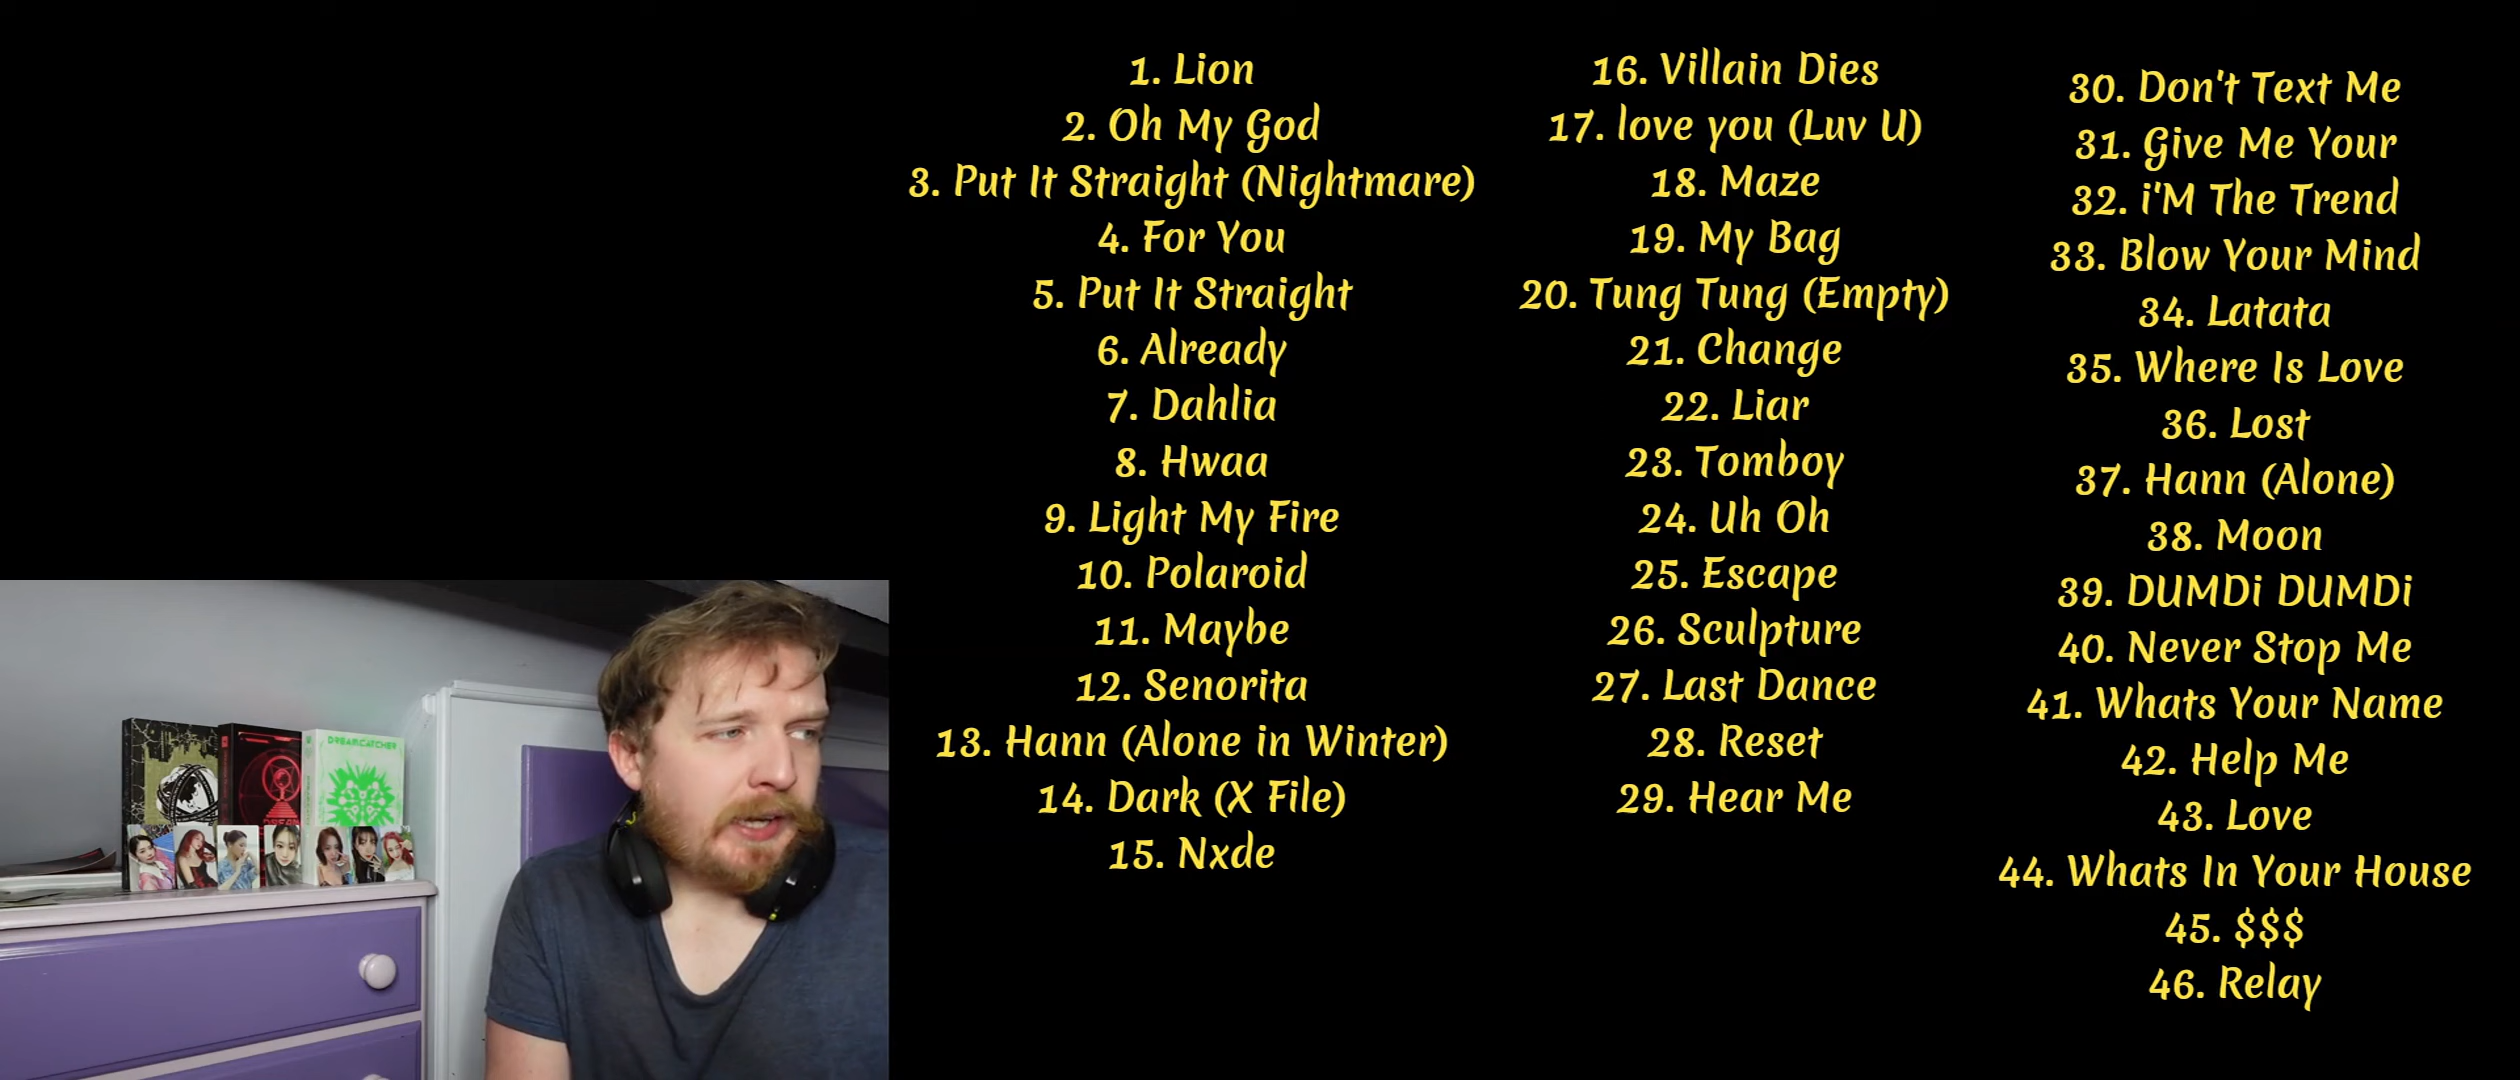 1. Lion
2. Oh My God
3. Put It Straight (Nightmare)
4. For You
5. Put It Straight
6. Already
7. Dahlia
8. Hwaa
9. Light My Fire
10. Polaroid
11. Maybe
12. Senorita
13. Hann (Alone in Winter)
14. Dark (X File)
15. Nxde
16. Villain Dies
17. love you (Luv U)
18. Maze
19. My Bag
20. Tung Tung (Empty)
21. Change
22. Liar
23. Tomboy
24. Uh Oh
25. Escape
26. Sculpture
27. Last Dance
28. Reset
29. Hear Me
30. Don't Text Me
31. Give Me Your
32. i'M The Trend
33. Blow Your Mind
34. Latata
35. Where Is Love
36. Lost
37. Hann (Alone)
38. Moon
39. DUMDi DUMDi
40. Never Stop Me
41. Whats Your Name
42. Help Me
43. Love
44. Whats In Your House
45. $$$
46. Relay
DREAMCATCHER